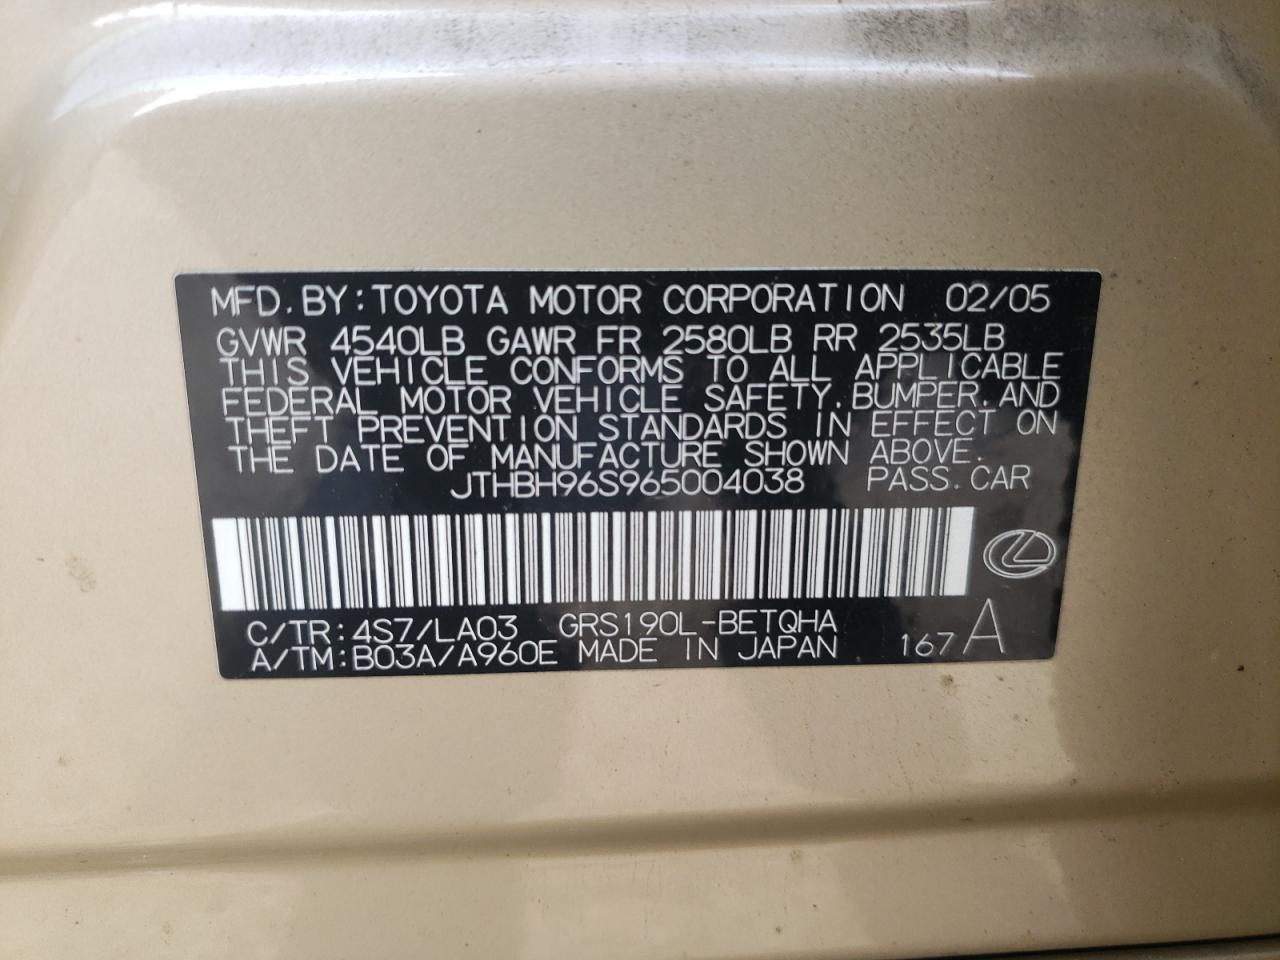 MFD.BY:TOYOTA MOTOR CORPORATION 02/05
GVWR 4540LB GAWR FR 2580LB RR 2535LB
THIS VEHICLE CONFORMS TO ALL APPLICABLE
FEDERAL MOTOR VEHICLE SAFETY, BUMPER, AND
THEFT PREVENTION STANDARDS IN EFFECT ON
THE DATE OF MANUFACTURE SHOWN ABOVE.
JTHBH96S965004038 PASS.CAR
C/TR:4S7/LA03 GRS190L-BETQHA
A/TM:B03A/A960E MADE IN JAPAN 167 A